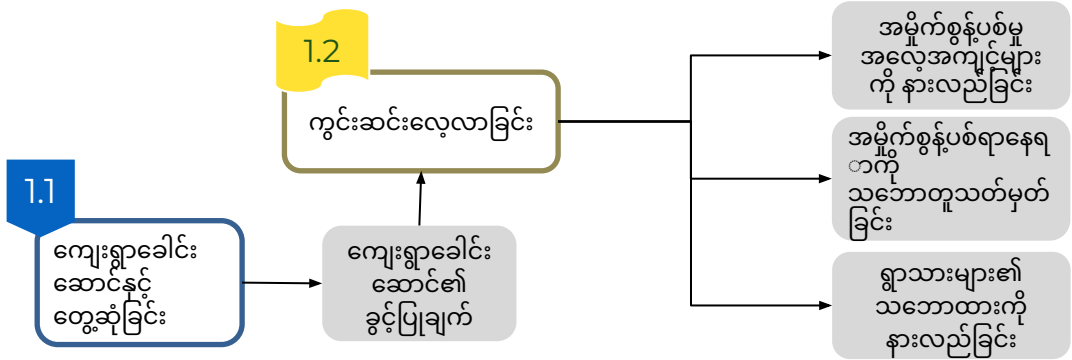 1.1
ကျေးရွာခေါင်း
ဆောင်နှင့်
တွေ့ဆုံခြင်း
ကျေးရွာခေါင်း
ဆောင်၏
ခွင့်ပြုချက်
1.2
ကွင်းဆင်းလေ့လာခြင်း
အမှိုက်စွန့်ပစ်မှု
အလေ့အကျင့်များ
ကို နားလည်ခြင်း
အမှိုက်စွန့်ပစ်ရာနေရ
ာကို
သဘောတူသတ်မှတ်
ခြင်း
ရွာသားများ၏
သဘောထားကို
နားလည်ခြင်း